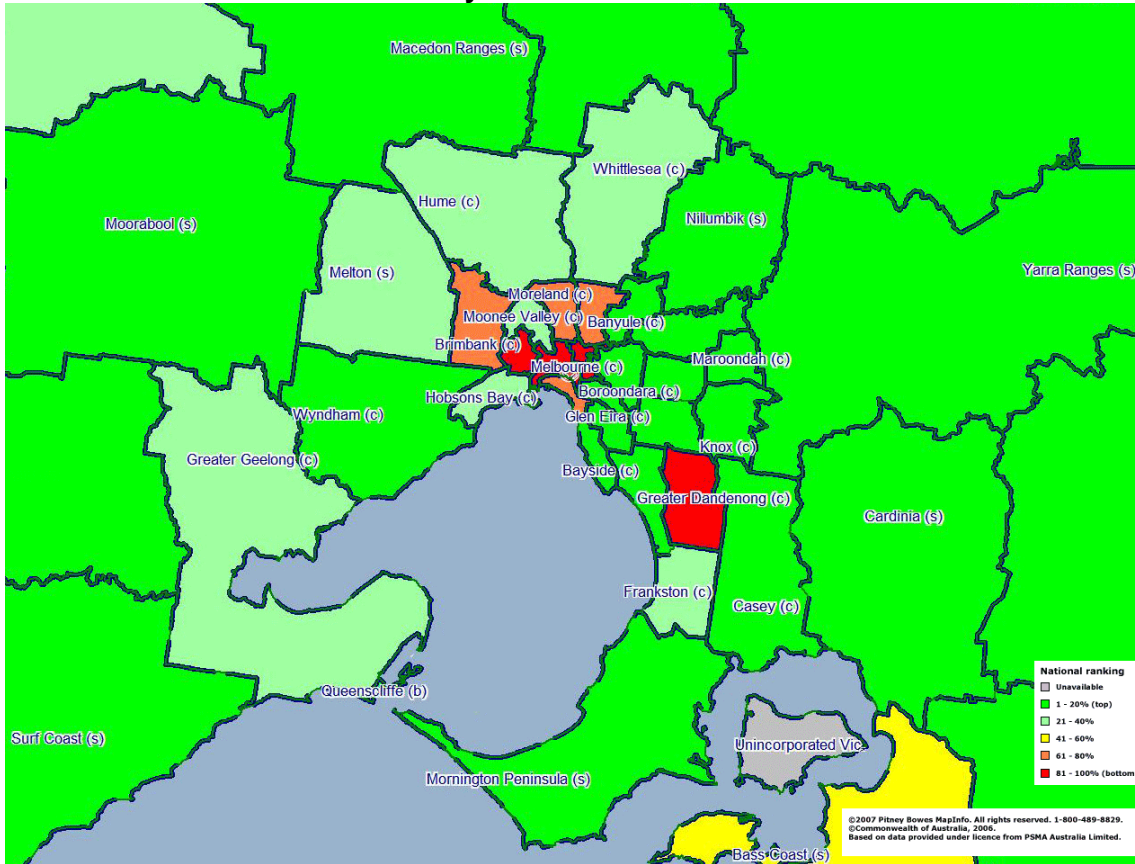 Macedon Ranges (s)
Whittlesea (c)
Hume (c)
Nillumbik (s)
Moorabool (s)
Melton (s)
Yarra Ranges (s)
Moreland (c)
Moonee Valley (c)
Banyule (c)
Brimbank (c)
Maroondah (c)
Melbourne (c)
Hobsons Bay (c)
Boroondara (c)
Wyndham (c)
Glen Eira (c)
Knox (c)
Greater Geelong (c)
Bayside (c)
Greater Dandenong (c)
Cardinia (s)
Frankston (c)
Casey (c)
Queenscliffe (b)
Surf Coast (s)
Unincorporated Vic
Mornington Peninsula (s)
Bass Coast (s)
National ranking
Unavailable
1 - 20% (top)
21 - 40%
41 - 60%
61 - 80%
81 - 100% (bottom
©2007 Pitney Bowes MapInfo. All rights reserved. 1-800-489-8829.
©Commonwealth of Australia, 2006.
Based on data provided under licence from PSMA Australia Limited.